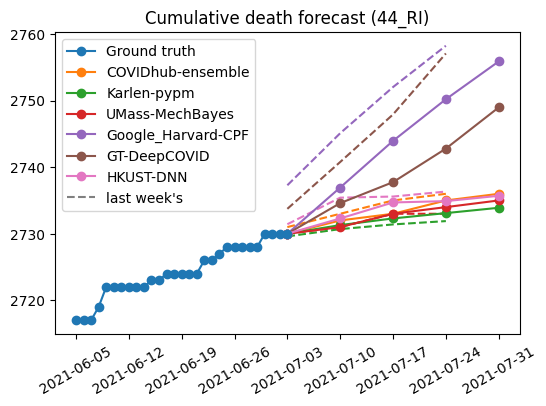 Cumulative death forecast (44_RI)
2760
2750
2740
2730
2720
Ground truth
COVIDhub-ensemble
Karlen-pypm
UMass-MechBayes
Google_Harvard-CPF
GT-DeepCOVID
HKUST-DNN
last week's
2021-06-05
2021-06-12
2021-06-19
2021-06-26
2021-07-03
2021-07-10
2021-07-17
2021-07-24
2021-07-31